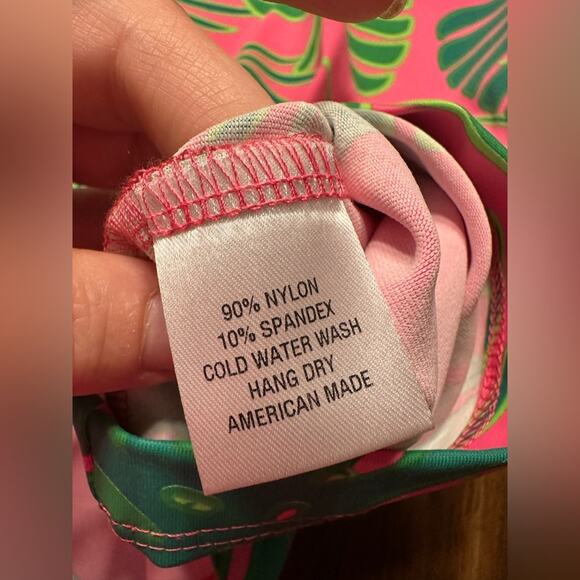 90% NYLON
10% SPANDEX
COLD WATER WASH
HANG DRY
AMERICAN MADE